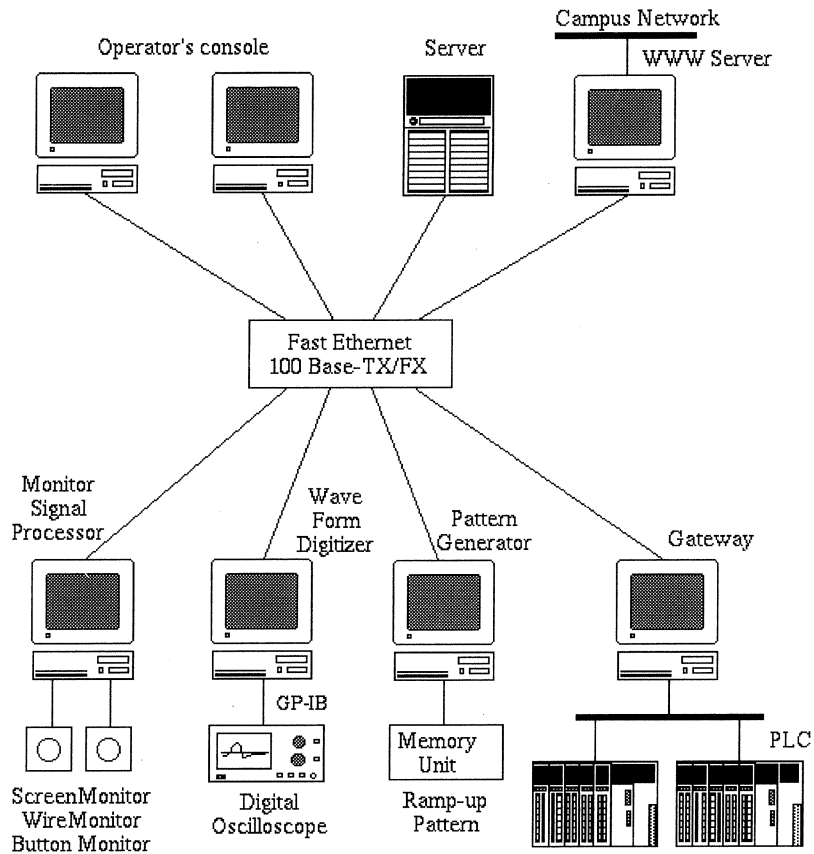 Campus Network
Operator's console
Server
WWW Server
Fast Ethernet
100 Base-TX/FX
Monitor
Signal
Processor
Wave
Form
Digitizer
Pattern
Generator
Gateway
GP-IB
PLC
Memory
Unit
ScreenMonitor
WireMonitor
Button Monitor
Digital
Oscilloscope
Ramp-up
Pattern